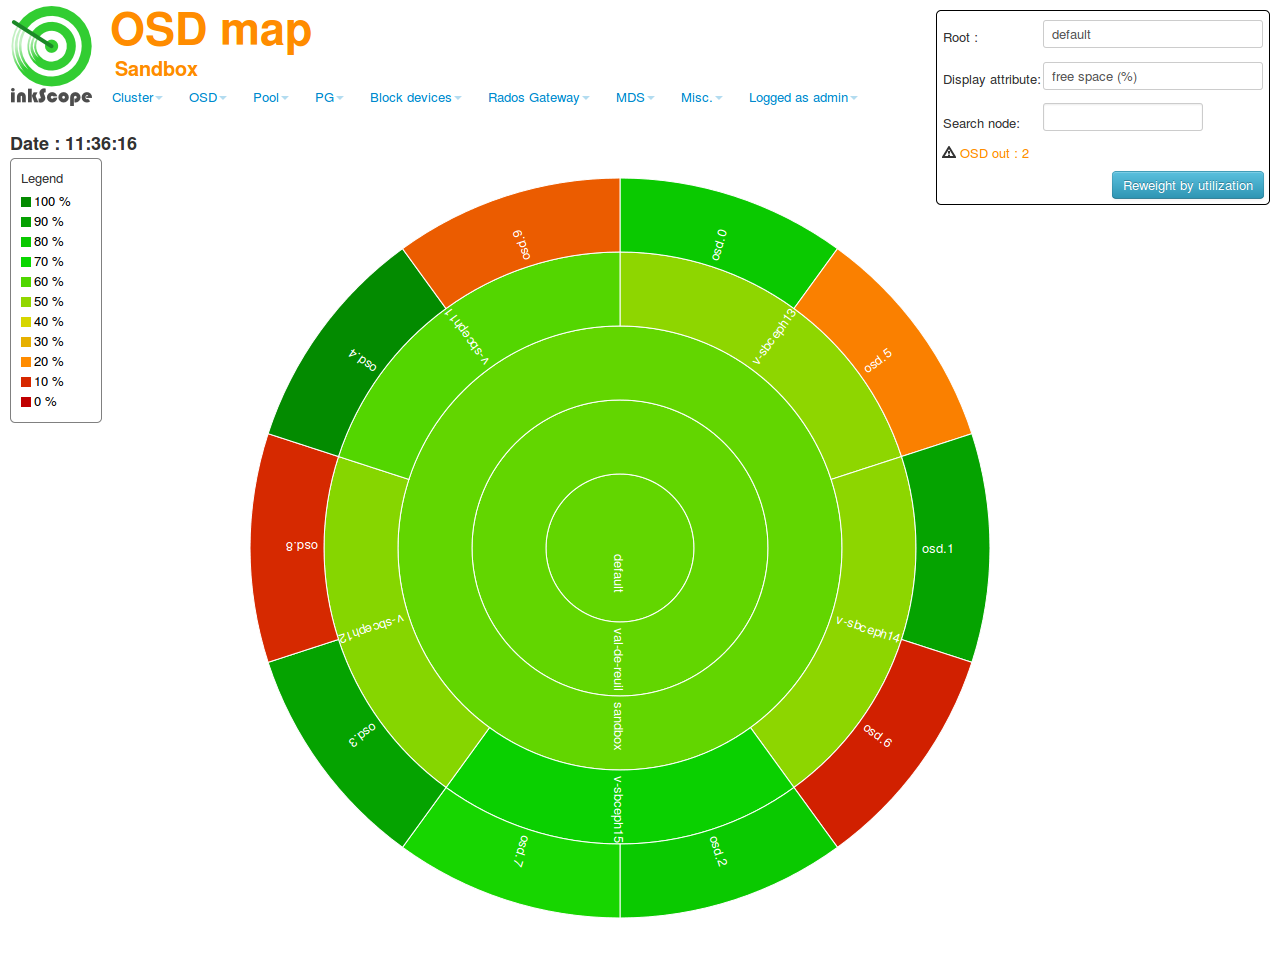 OSD map
Sandbox
inkScope
Cluster OSD Pool PG Block devices Rados Gateway MDS Misc. Logged as admin
Root : default
Display attribute: free space (%)
Search node:
OSD out : 2
Reweight by utilization
Date : 11:36:16
Legend
100 %
90 %
80 %
70 %
60 %
50 %
40 %
30 %
20 %
10 %
0 %
osd.9
osd.0
v-sbceph11
v-sbceph13
osd.4
osd.5
osd.8
osd.1
default
v-sbceph12
v-sbceph14
val-de-reuil
sandbox
osd.3
osd.6
v-sbceph15
osd.7
osd.2